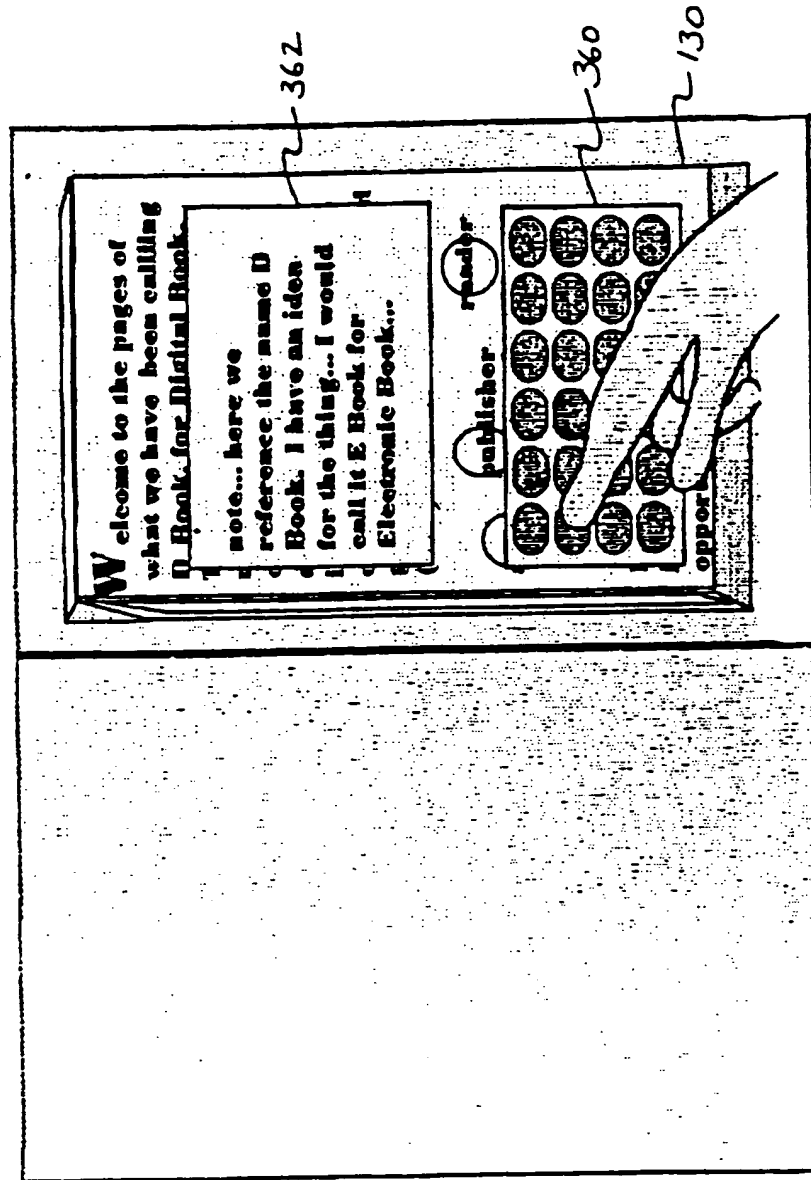 Welcome to the pages of
what we have been callling
D Book, for Digital Book.
note... here we
reference the name D
Book. I have an idea
for the thing... I would
call it E Book for
Electronic Book...
publisher
reader
oppor
362
360
130